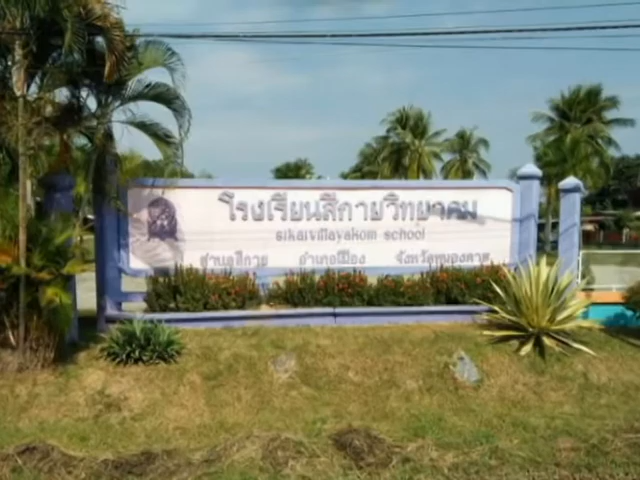 โรงเรียนสีกายวิทยาคม
sikaivittayakom school
ตำบลสีกาย อำเภอเมือง จังหวัดหนองคาย